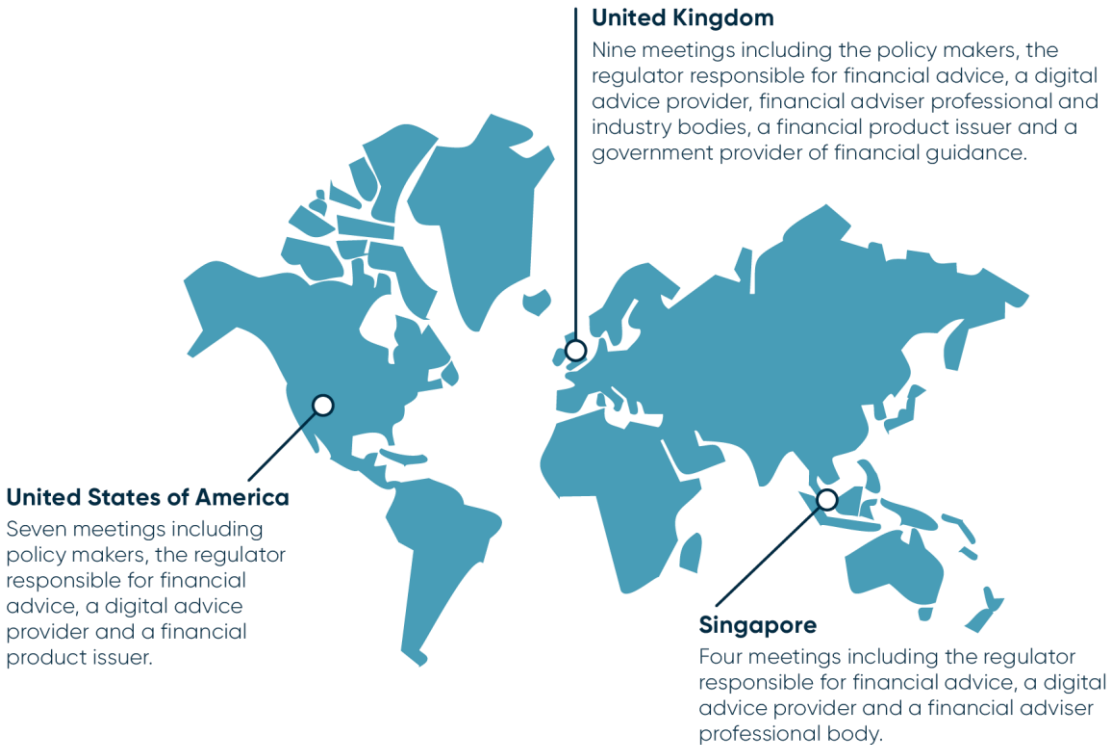 United Kingdom
Nine meetings including the policy makers, the
regulator responsible for financial advice, a digital
advice provider, financial adviser professional and
industry bodies, a financial product issuer and a
government provider of financial guidance.
United States of America
Seven meetings including
policy makers, the regulator
responsible for financial
advice, a digital advice
provider and a financial
product issuer.
Singapore
Four meetings including the regulator
responsible for financial advice, a digital
advice provider and a financial adviser
professional body.